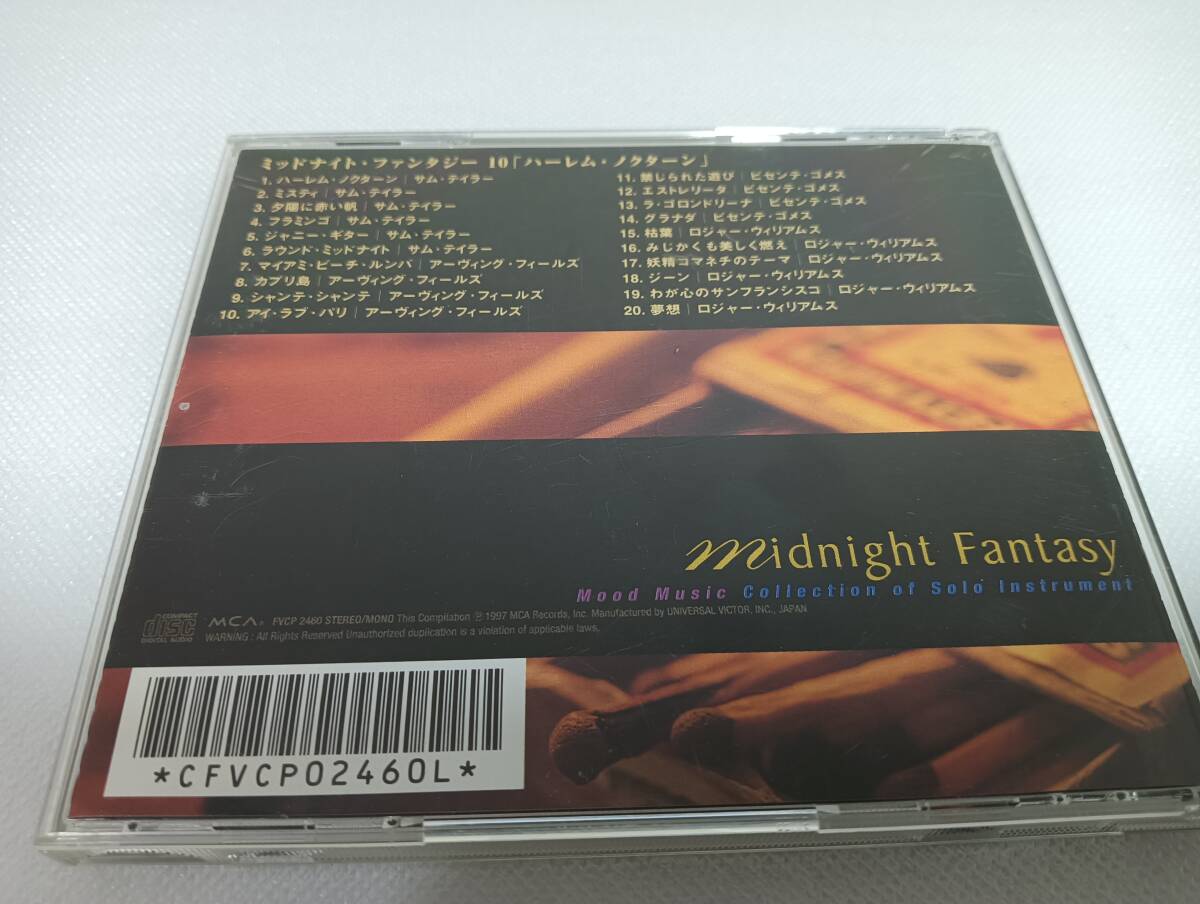 ミッドナイト・ファンタジー 10「ハーレム・ノクターン」
1. ハーレム・ノクターン | サム・テイラー
2. ミスティ | サム・テイラー
3. 夕陽に赤い帆 | サム・テイラー
4. フラミンゴ | サム・テイラー
5. ジャニー・ギター | サム・テイラー
6. ラウンド・ミッドナイト | サム・テイラー
7. マイアミ・ビーチ・ルンバ | アーヴィング・フィールズ
8. カプリ島 | アーヴィング・フィールズ
9. シャンテ・シャンテ | アーヴィング・フィールズ
10. アイ・ラブ・パリ | アーヴィング・フィールズ
11. 禁じられた遊び | ビセンテ・ゴメス
12. エストレリータ | ビセンテ・ゴメス
13. ラ・ゴロンドリーナ | ビセンテ・ゴメス
14. グラナダ | ビセンテ・ゴメス
15. 枯葉 | ロジャー・ウィリアムス
16. みじかくも美しく燃え | ロジャー・ウィリアムス
17. 妖精コマネチのテーマ | ロジャー・ウィリアムス
18. ジーン | ロジャー・ウィリアムス
19. わが心のサンフランシスコ | ロジャー・ウィリアムス
20. 夢想 | ロジャー・ウィリアムス
midnight Fantasy
Mood Music Collection of Solo Instrument
COMPACT disc DIGITAL AUDIO MCA® FVCP 2460 STEREO/MONO This Compilation ℗ 1997 MCA Records, Inc. Manufactured by UNIVERSAL VICTOR, INC., JAPAN
WARNING : All Rights Reserved Unauthorized duplication is a violation of applicable laws.
*CFVCP02460L*